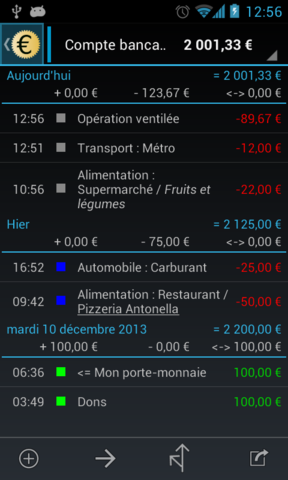 12:56
Compte banca.. 2 001,33 €
Aujourd'hui = 2 001,33 €
+ 0,00 € - 123,67 € <-> 0,00 €
12:56 Opération ventilée -89,67 €
12:51 Transport : Métro -12,00 €
Alimentation :
10:56 Supermarché / Fruits et -22,00 €
légumes
Hier = 2 125,00 €
+ 0,00 € - 75,00 € <-> 0,00 €
16:52 Automobile : Carburant -25,00 €
09:42 Alimentation : Restaurant / -50,00 €
Pizzeria Antonella
mardi 10 décembre 2013 = 2 200,00 €
+ 100,00 € - 0,00 € <-> 100,00 €
06:36 <= Mon porte-monnaie 100,00 €
03:49 Dons 100,00 €